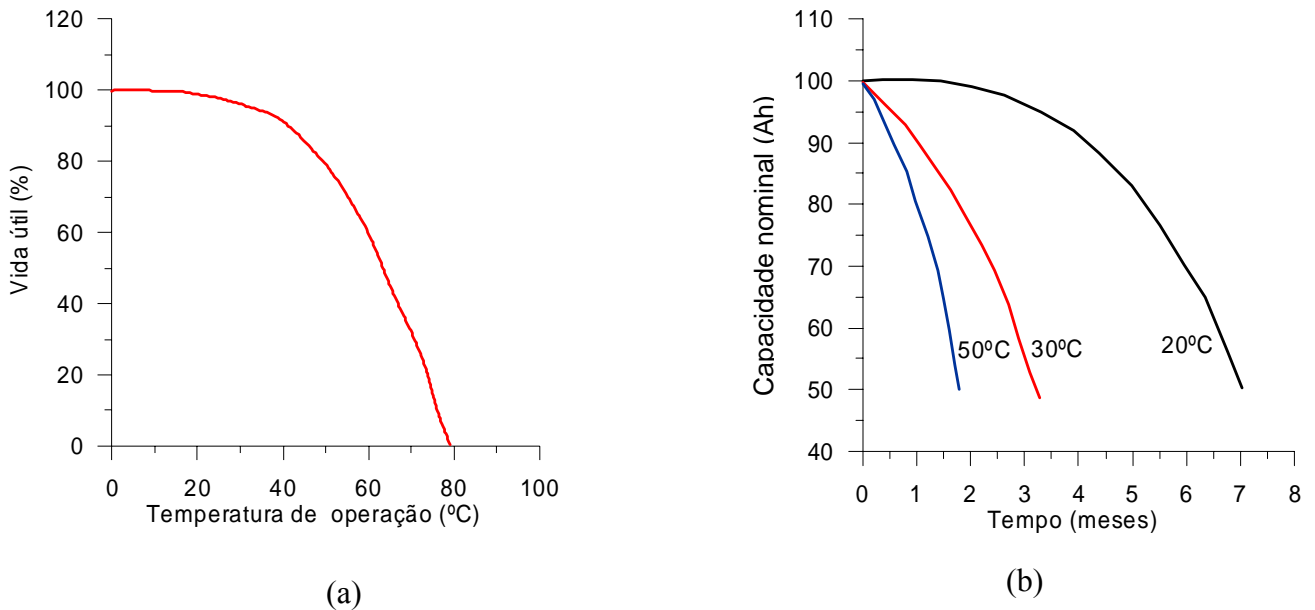 120
100
80
60
40
20
0
Vida útil (%)
0 20 40 60 80 100
Temperatura de operação (ºC)
(a)
110
100
90
80
70
60
50
40
Capacidade nominal (Ah)
50ºC 30ºC 20ºC
0 1 2 3 4 5 6 7 8
Tempo (meses)
(b)